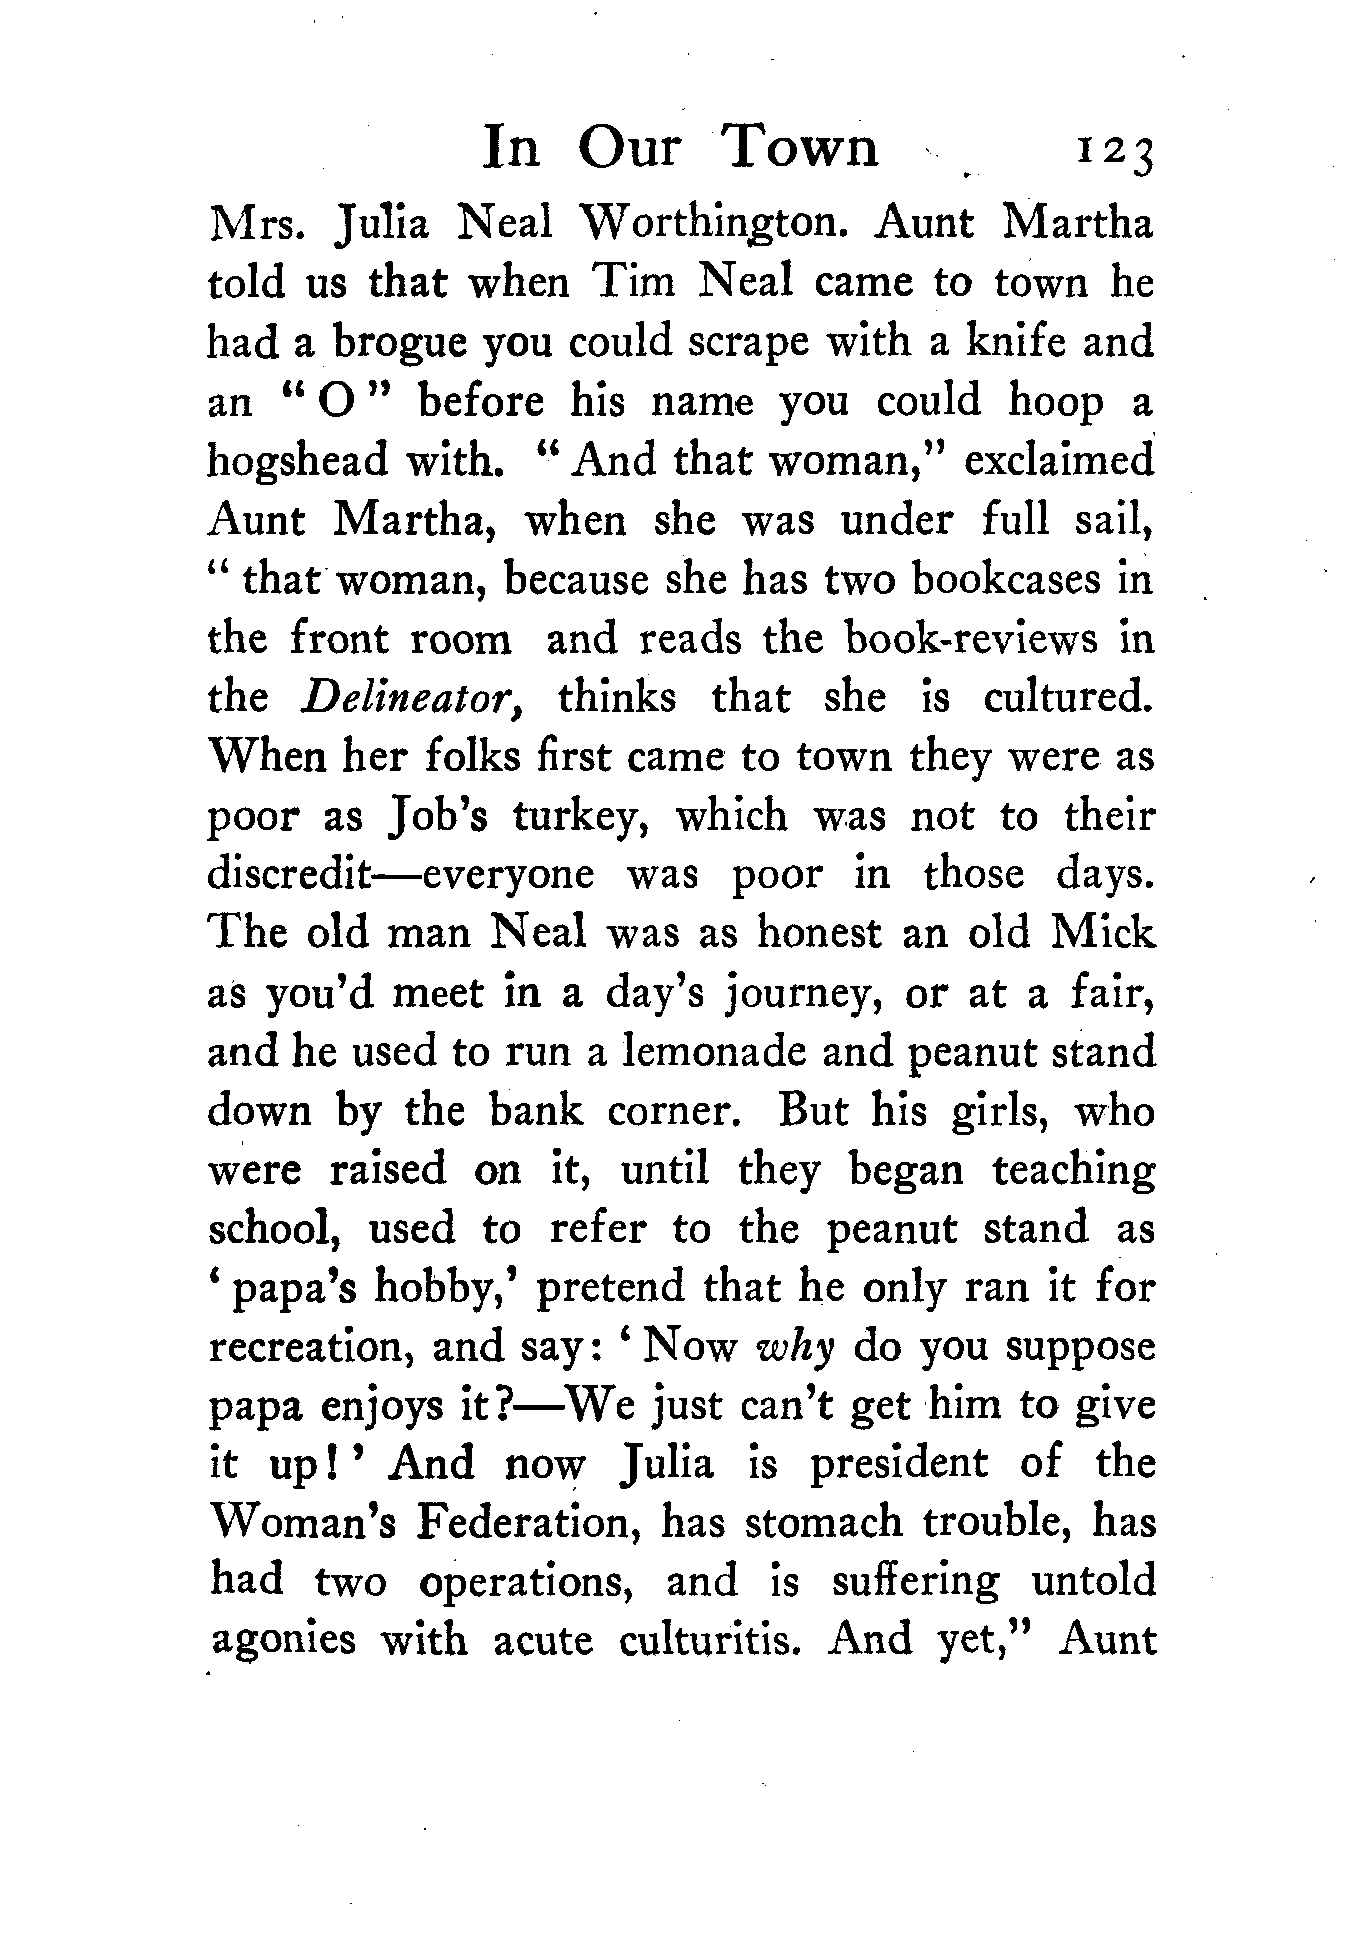 In Our Town 123
Mrs. Julia Neal Worthington. Aunt Martha
told us that when Tim Neal came to town he
had a brogue you could scrape with a knife and
an “ O ” before his name you could hoop a
hogshead with. “ And that woman,” exclaimed
Aunt Martha, when she was under full sail,
“ that woman, because she has two bookcases in
the front room and reads the book-reviews in
the Delineator, thinks that she is cultured.
When her folks first came to town they were as
poor as Job’s turkey, which was not to their
discredit—everyone was poor in those days.
The old man Neal was as honest an old Mick
as you’d meet in a day’s journey, or at a fair,
and he used to run a lemonade and peanut stand
down by the bank corner. But his girls, who
were raised on it, until they began teaching
school, used to refer to the peanut stand as
‘ papa’s hobby,’ pretend that he only ran it for
recreation, and say: ‘ Now why do you suppose
papa enjoys it?—We just can’t get him to give
it up! ’ And now Julia is president of the
Woman’s Federation, has stomach trouble, has
had two operations, and is suffering untold
agonies with acute culturitis. And yet,” Aunt